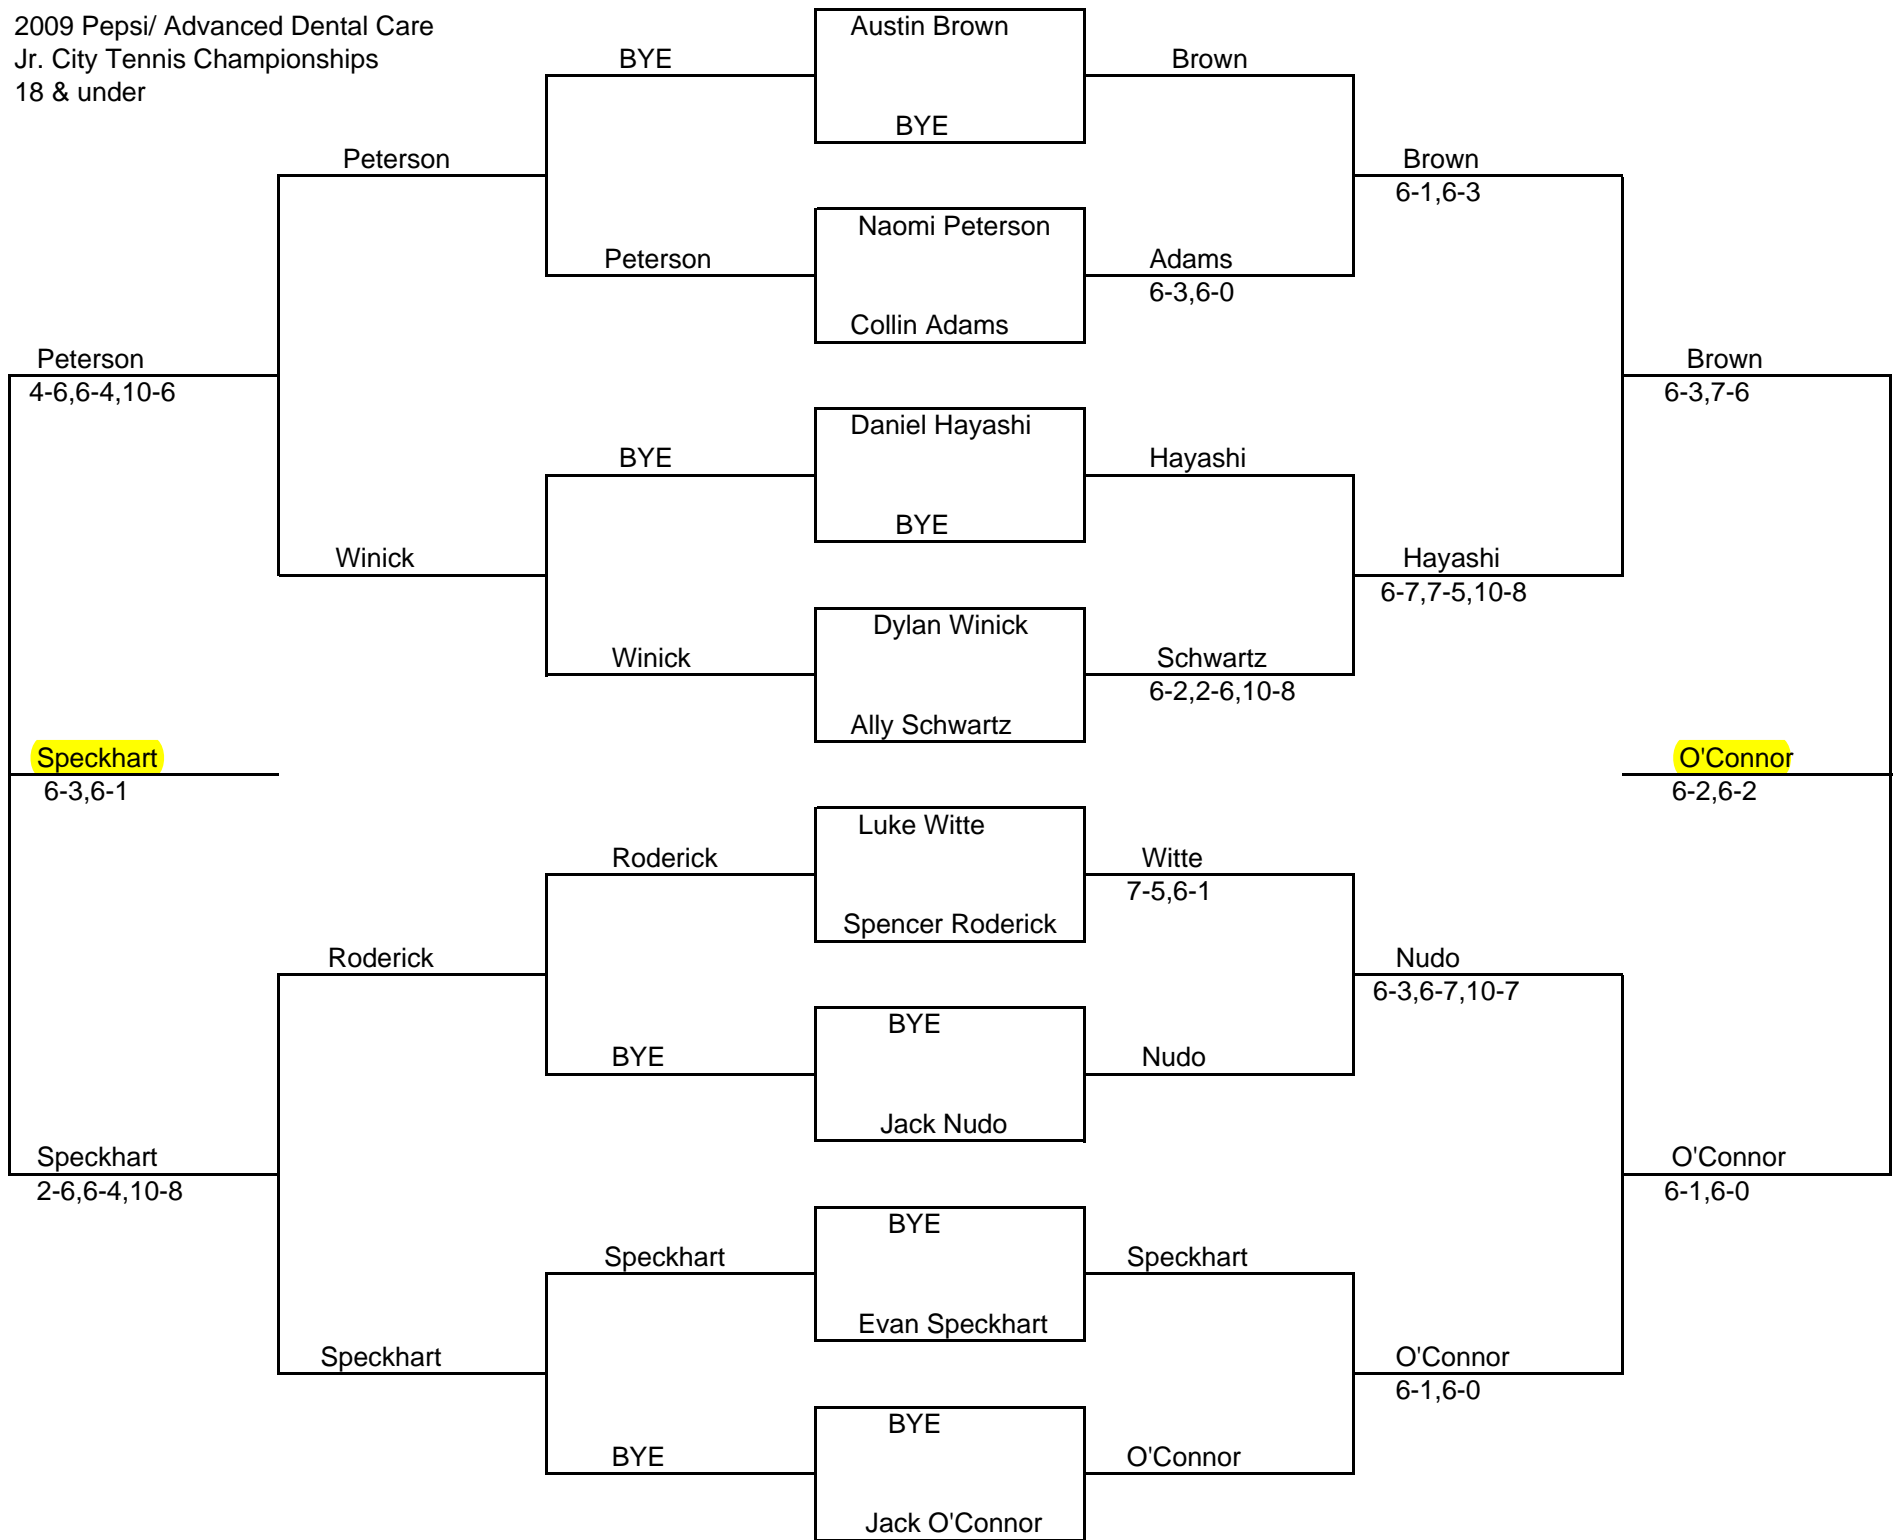 2009 Pepsi/ Advanced Dental Care
Jr. City Tennis Championships
18 & under
Austin Brown
BYE
Brown
BYE
Peterson
Brown
6-1,6-3
Naomi Peterson
Peterson
Adams
6-3,6-0
Collin Adams
Peterson
4-6,6-4,10-6
Brown
6-3,7-6
Daniel Hayashi
BYE
Hayashi
BYE
Winick
Hayashi
6-7,7-5,10-8
Dylan Winick
Winick
Schwartz
6-2,2-6,10-8
Ally Schwartz
Speckhart
6-3,6-1
O'Connor
6-2,6-2
Luke Witte
Roderick
Witte
7-5,6-1
Spencer Roderick
Roderick
Nudo
6-3,6-7,10-7
BYE
BYE
Nudo
Jack Nudo
Speckhart
2-6,6-4,10-8
O'Connor
6-1,6-0
BYE
Speckhart
Speckhart
Evan Speckhart
Speckhart
O'Connor
6-1,6-0
BYE
BYE
O'Connor
Jack O'Connor